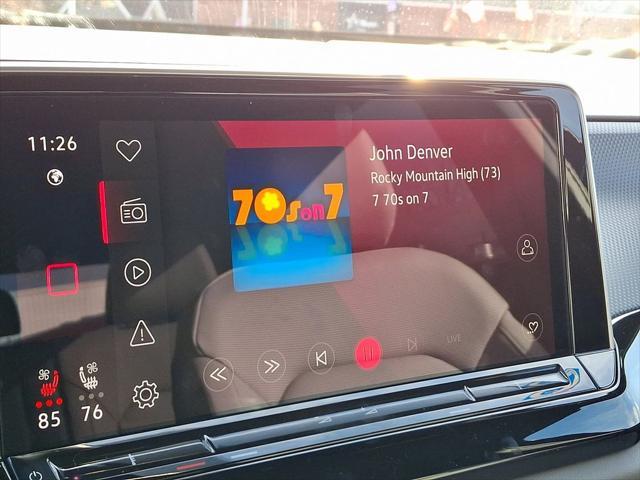 11:26
John Denver
Rocky Mountain High (73)
7 70s on 7
70s on 7
LIVE
85
76